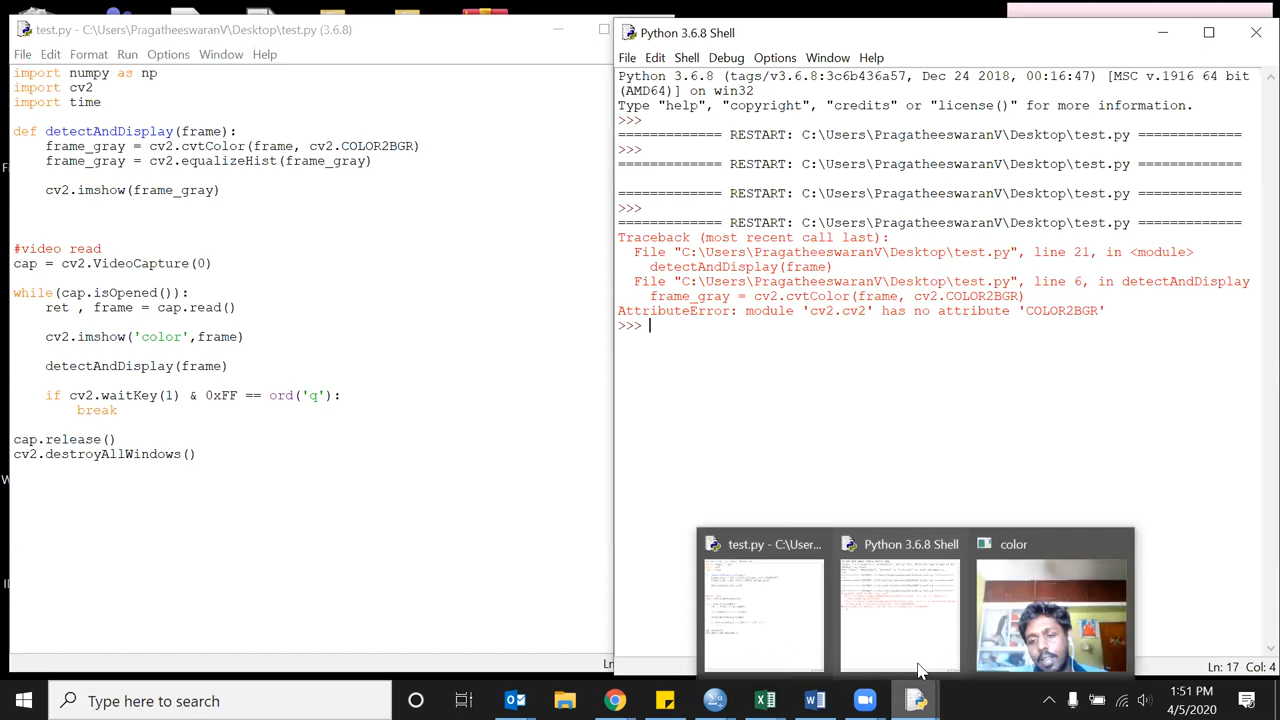 test.py - C:\Users\PragatheeswaranV\Desktop\test.py (3.6.8)
File Edit Format Run Options Window Help
import numpy as np
import cv2
import time
def detectAndDisplay(frame):
frame_gray = cv2.cvtColor(frame, cv2.COLOR2BGR)
frame_gray = cv2.equalizeHist(frame_gray)
cv2.imshow(frame_gray)
#video read
cap = cv2.VideoCapture(0)
while(cap.isOpened()):
ret , frame = cap.read()
cv2.imshow('color',frame)
detectAndDisplay(frame)
if cv2.waitKey(1) & 0xFF == ord('q'):
break
cap.release()
cv2.destroyAllWindows()
Ln
Python 3.6.8 Shell
File Edit Shell Debug Options Window Help
Python 3.6.8 (tags/v3.6.8:3c6b436a57, Dec 24 2018, 00:16:47) [MSC v.1916 64 bit
(AMD64)] on win32
Type "help", "copyright", "credits" or "license()" for more information.
>>>
============= RESTART: C:\Users\PragatheeswaranV\Desktop\test.py =============
>>>
============= RESTART: C:\Users\PragatheeswaranV\Desktop\test.py =============
============= RESTART: C:\Users\PragatheeswaranV\Desktop\test.py =============
>>>
============= RESTART: C:\Users\PragatheeswaranV\Desktop\test.py =============
Traceback (most recent call last):
File "C:\Users\PragatheeswaranV\Desktop\test.py", line 21, in <module>
detectAndDisplay(frame)
File "C:\Users\PragatheeswaranV\Desktop\test.py", line 6, in detectAndDisplay
frame_gray = cv2.cvtColor(frame, cv2.COLOR2BGR)
AttributeError: module 'cv2.cv2' has no attribute 'COLOR2BGR'
>>>
test.py - C:\User...
Python 3.6.8 Shell
color
Ln: 17 Col: 4
Type here to search
1:51 PM
4/5/2020